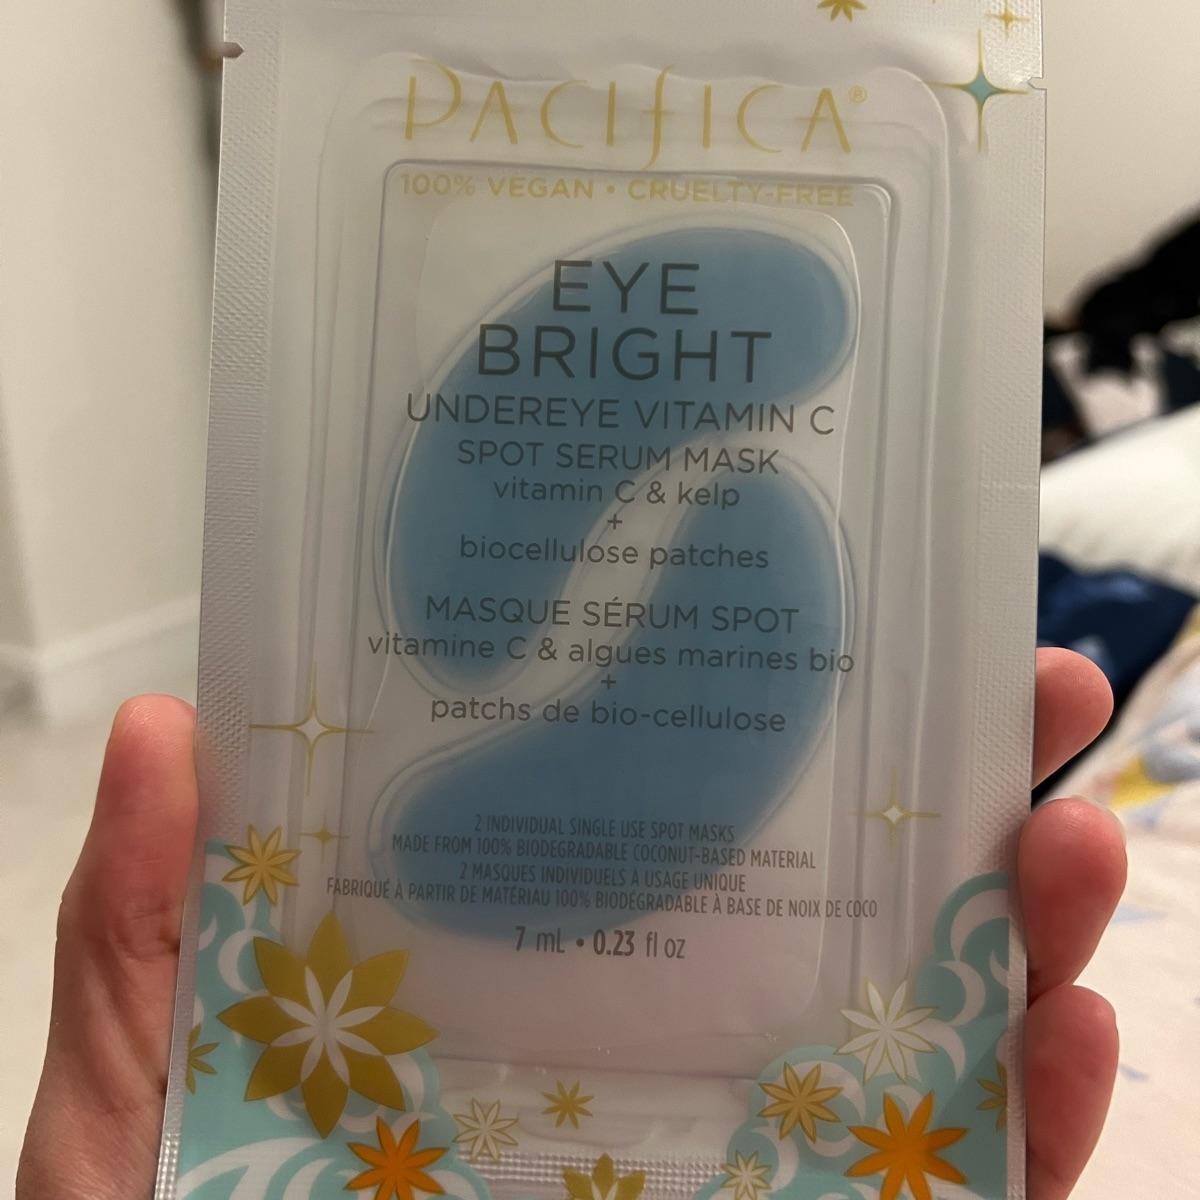 PACIFICA®
100% VEGAN • CRUELTY-FREE
EYE
BRIGHT
UNDEREYE VITAMIN C
SPOT SERUM MASK
vitamin C & kelp
+
biocellulose patches
MASQUE SÉRUM SPOT
vitamine C & algues marines bio
+
patchs de bio-cellulose
2 INDIVIDUAL SINGLE USE SPOT MASKS
MADE FROM 100% BIODEGRADABLE COCONUT-BASED MATERIAL
2 MASQUES INDIVIDUELS À USAGE UNIQUE
FABRIQUÉ À PARTIR DE MATÉRIAU 100% BIODÉGRADABLE À BASE DE NOIX DE COCO
7 mL • 0.23 fl oz